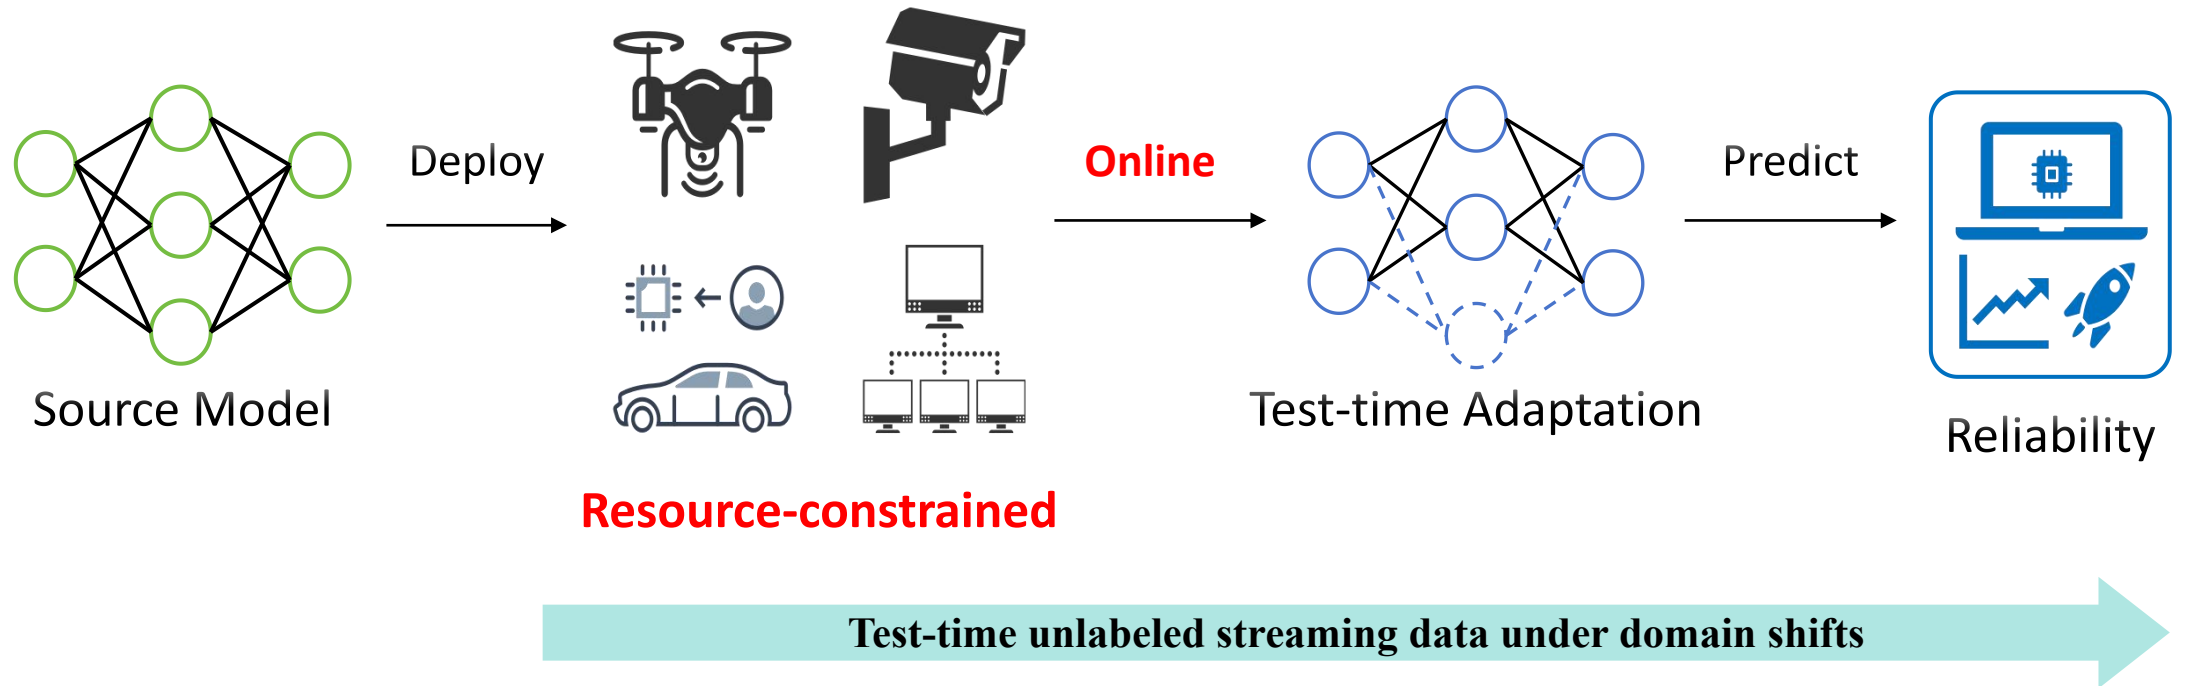 Source Model
Deploy
Resource-constrained
Online
Test-time Adaptation
Predict
Reliability
Test-time unlabeled streaming data under domain shifts